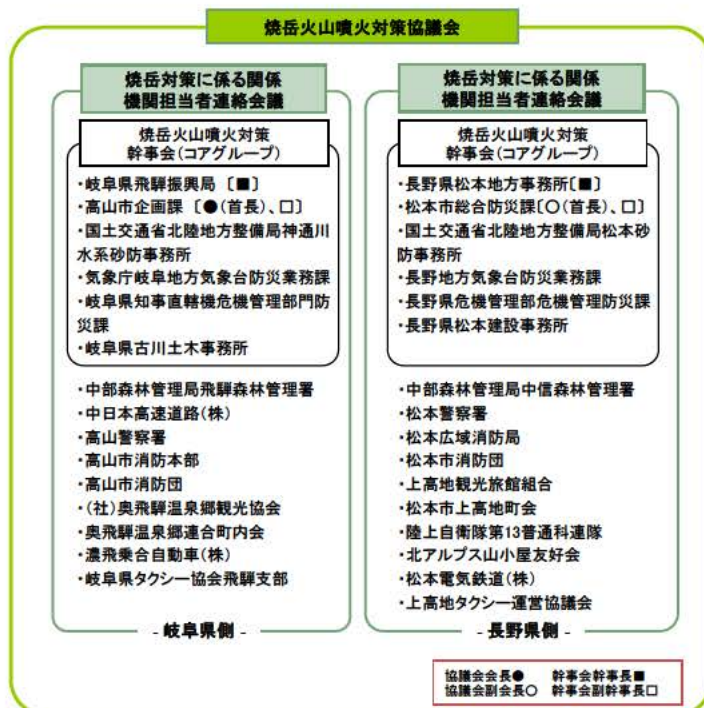 焼岳火山噴火対策協議会
焼岳対策に係る関係
機関担当者連絡会議
焼岳火山噴火対策
幹事会(コアグループ)
・岐阜県飛騨振興局 〔■〕
・高山市企画課 〔●(首長)、□〕
・国土交通省北陸地方整備局神通川
水系砂防事務所
・気象庁岐阜地方気象台防災業務課
・岐阜県知事直轄機危機管理部門防
災課
・岐阜県古川土木事務所
・中部森林管理局飛騨森林管理署
・中日本高速道路(株)
・高山警察署
・高山市消防本部
・高山市消防団
・(社)奥飛騨温泉郷観光協会
・奥飛騨温泉郷連合町内会
・濃飛乗合自動車(株)
・岐阜県タクシー協会飛騨支部
- 岐阜県側 -
焼岳対策に係る関係
機関担当者連絡会議
焼岳火山噴火対策
幹事会(コアグループ)
・長野県松本地方事務所〔■〕
・松本市総合防災課〔○(首長)、□〕
・国土交通省北陸地方整備局松本砂
防事務所
・長野地方気象台防災業務課
・長野県危機管理部危機管理防災課
・長野県松本建設事務所
・中部森林管理局中信森林管理署
・松本警察署
・松本広域消防局
・松本市消防団
・上高地観光旅館組合
・松本市上高地町会
・陸上自衛隊第13普通科連隊
・北アルプス山小屋友好会
・松本電気鉄道(株)
・上高地タクシー運営協議会
- 長野県側 -
協議会会長● 幹事会幹事長■
協議会副会長○ 幹事会副幹事長□